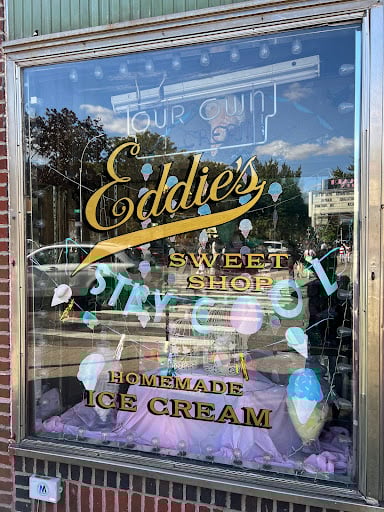 OUR OWN
Eddie's
SWEET
SHOP
STAY COOL
HOMEMADE
ICE CREAM